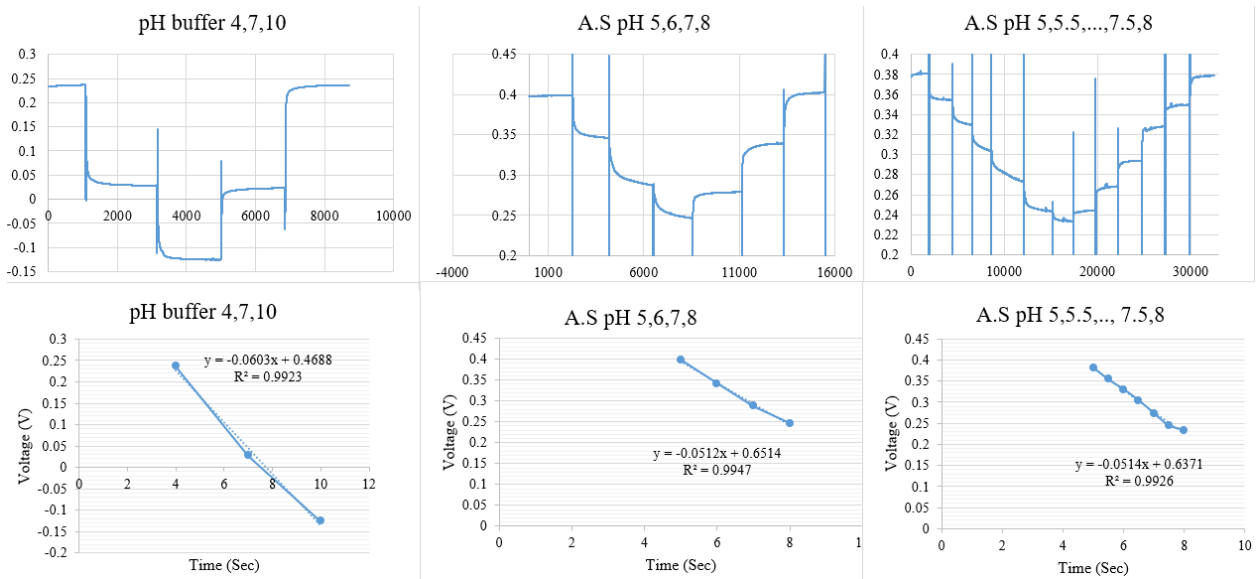 pH buffer 4,7,10
0.3
0.25
0.2
0.15
0.1
0.05
0
-0.05
-0.1
-0.15
0 2000 4000 6000 8000 10000
A.S pH 5,6,7,8
0.5
0.4
0.3
0.2
-4000 1000 6000 11000 16000
A.S pH 5,5.5,...,7.5,8
0.4
0.38
0.36
0.34
0.32
0.3
0.28
0.26
0.24
0.22
0.2
0 10000 20000 30000
pH buffer 4,7,10
0.3
0.25
0.2
0.15
0.1
0.05
0
-0.05
-0.1
-0.15
-0.2
0 2 4 6 8 10 12
y = -0.0603x + 0.4688
R² = 0.9923
Voltage (V)
Time (Sec)
A.S pH 5,6,7,8
0.45
0.4
0.35
0.3
0.25
0.2
0.15
0.1
0.05
0
0 2 4 6 8
y = -0.0512x + 0.6514
R² = 0.9947
Voltage (V)
Time (Sec)
A.S pH 5,5.5,.., 7.5,8
0.45
0.4
0.35
0.3
0.25
0.2
0.15
0.1
0.05
0
0 2 4 6 8 10
y = -0.0514x + 0.6371
R² = 0.9926
Voltage (V)
Time (Sec)